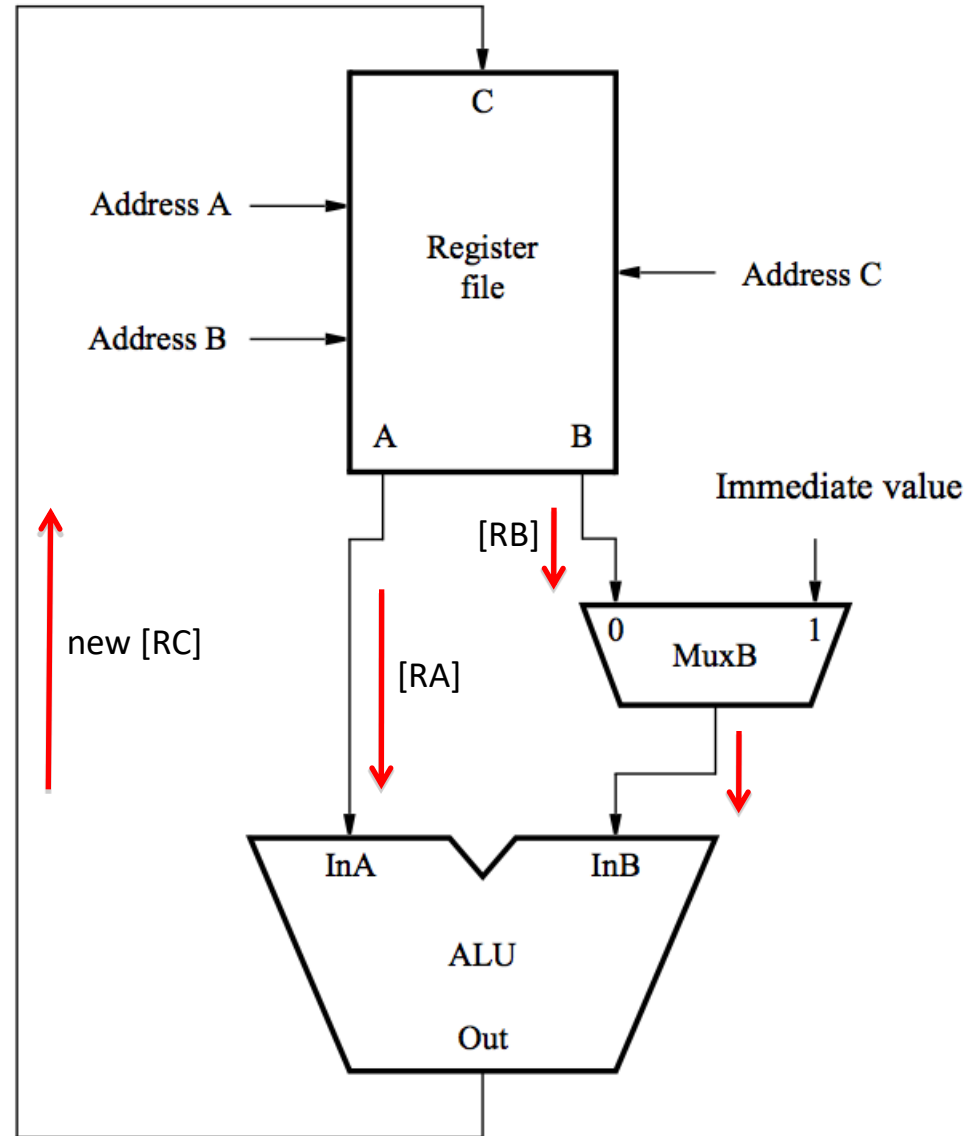 C
Address A
Register
file
Address C
Address B
A
B
Immediate value
[RB]
new [RC]
[RA]
0
1
MuxB
InA
InB
ALU
Out